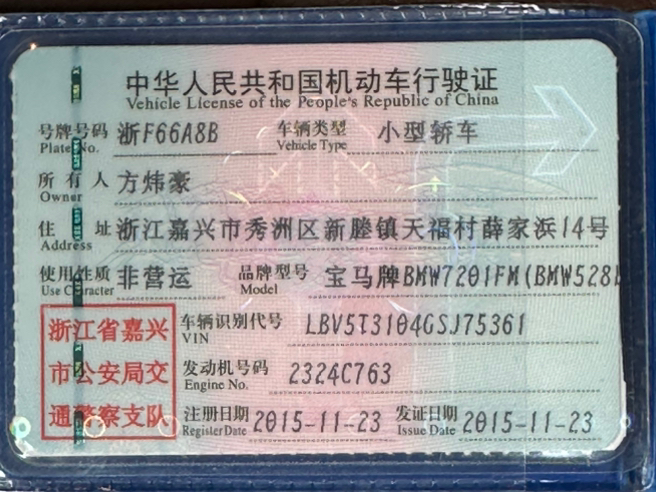 中华人民共和国机动车行驶证
Vehicle License of the People's Republic of China
号牌号码 浙F66A8B 车辆类型 小型轿车
Plate No. Vehicle Type
所有人 方炜豪
Owner
住址 浙江嘉兴市秀洲区新塍镇天福村薛家浜14号
Address
使用性质 非营运 品牌型号 宝马牌BMW7201FM(BMW528L
Use Character Model
浙江省嘉兴 车辆识别代号 LBV5T3104GSJ75361
VIN
市公安局交 发动机号码 2324C763
Engine No.
通警察支队 注册日期 2015-11-23 发证日期 2015-11-23
Register Date Issue Date